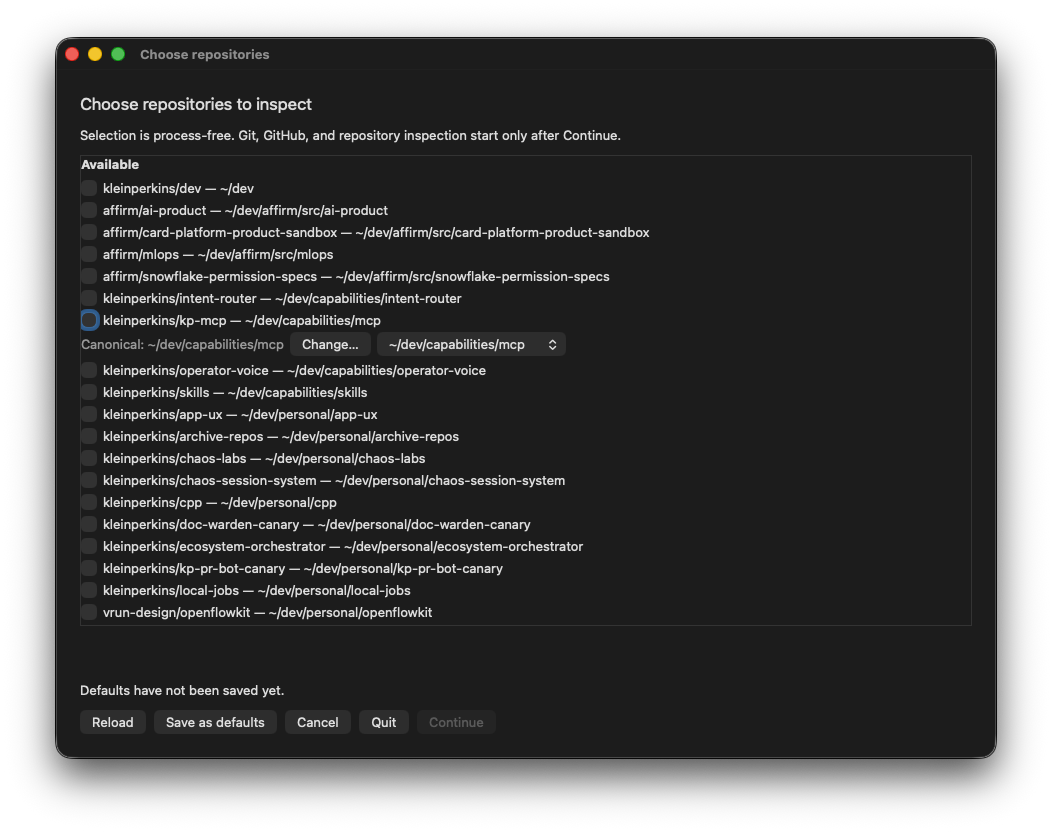 Choose repositories
Choose repositories to inspect
Selection is process-free. Git, GitHub, and repository inspection start only after Continue.
Available
kleinperkins/dev — ~/dev
affirm/ai-product — ~/dev/affirm/src/ai-product
affirm/card-platform-product-sandbox — ~/dev/affirm/src/card-platform-product-sandbox
affirm/mlops — ~/dev/affirm/src/mlops
affirm/snowflake-permission-specs — ~/dev/affirm/src/snowflake-permission-specs
kleinperkins/intent-router — ~/dev/capabilities/intent-router
kleinperkins/kp-mcp — ~/dev/capabilities/mcp
Canonical: ~/dev/capabilities/mcp Change... ~/dev/capabilities/mcp
kleinperkins/operator-voice — ~/dev/capabilities/operator-voice
kleinperkins/skills — ~/dev/capabilities/skills
kleinperkins/app-ux — ~/dev/personal/app-ux
kleinperkins/archive-repos — ~/dev/personal/archive-repos
kleinperkins/chaos-labs — ~/dev/personal/chaos-labs
kleinperkins/chaos-session-system — ~/dev/personal/chaos-session-system
kleinperkins/cpp — ~/dev/personal/cpp
kleinperkins/doc-warden-canary — ~/dev/personal/doc-warden-canary
kleinperkins/ecosystem-orchestrator — ~/dev/personal/ecosystem-orchestrator
kleinperkins/kp-pr-bot-canary — ~/dev/personal/kp-pr-bot-canary
kleinperkins/local-jobs — ~/dev/personal/local-jobs
vrun-design/openflowkit — ~/dev/personal/openflowkit
Defaults have not been saved yet.
Reload Save as defaults Cancel Quit Continue